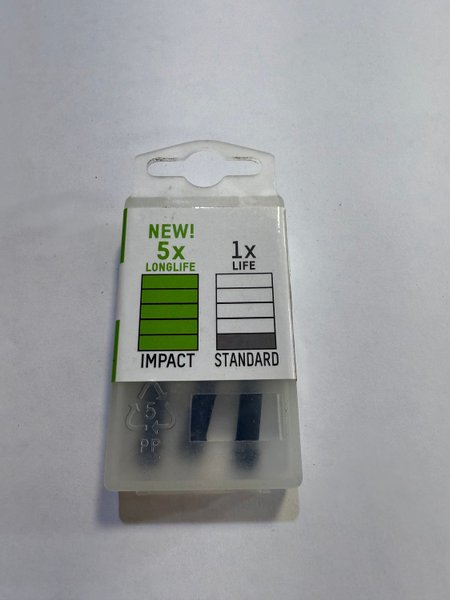 NEW!
5x
LONGLIFE
IMPACT
1x
LIFE
STANDARD
5
PP